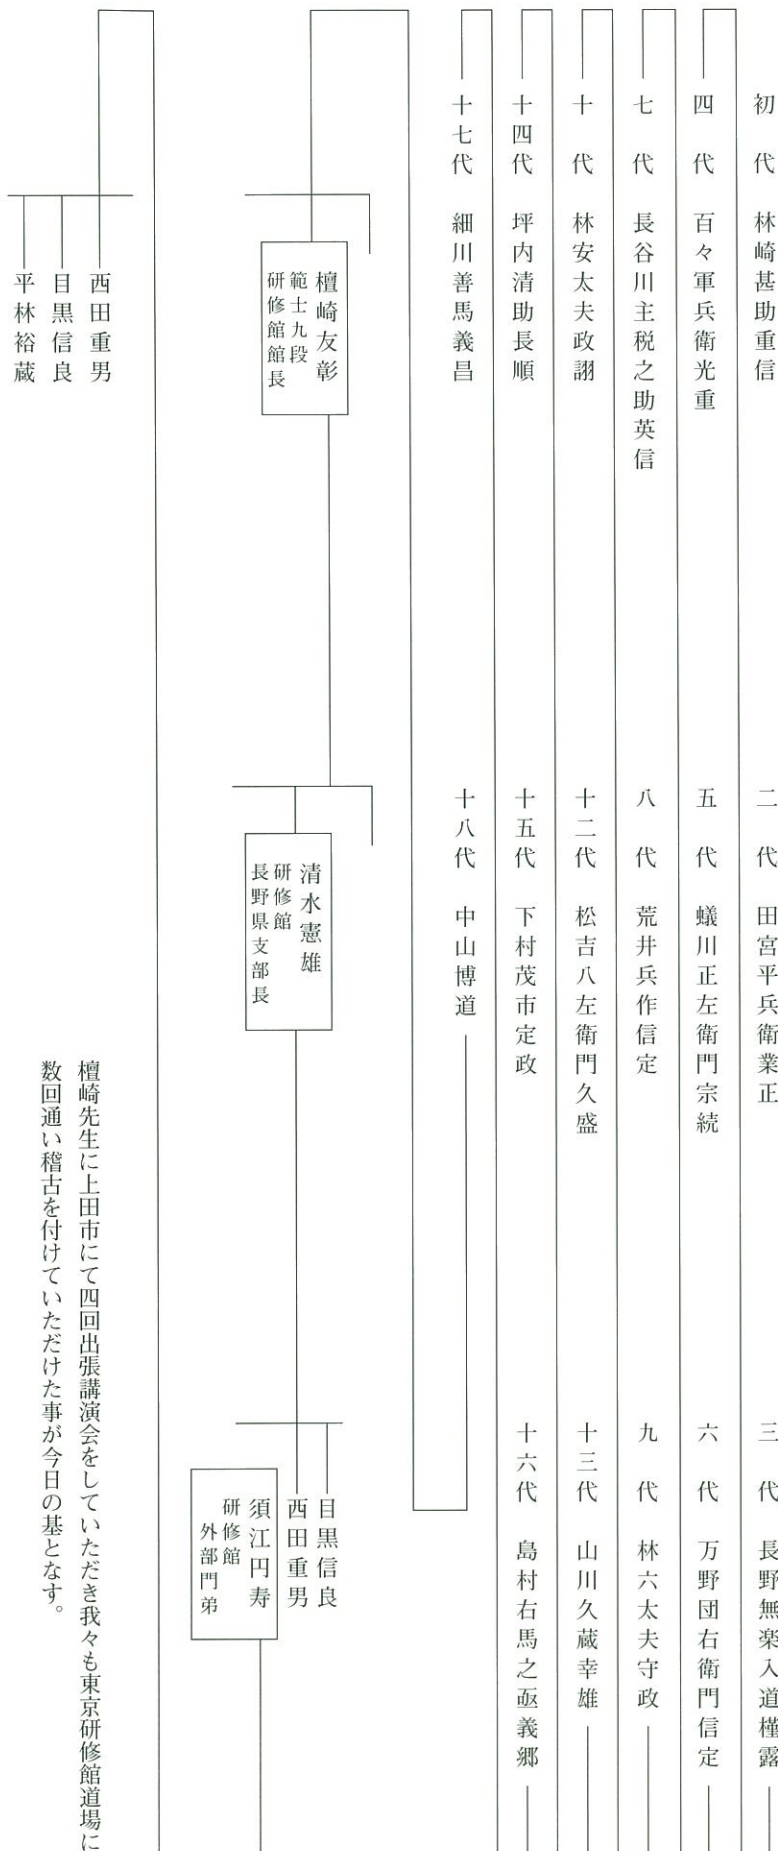 初　代　林崎甚助重信
二　代　田宮平兵衛業正
三　代　長野無楽入道槿露
四　代　百々軍兵衛光重
五　代　蟻川正左衛門宗続
六　代　万野団右衛門信定
七　代　長谷川主税之助英信
八　代　荒井兵作信定
九　代　林六太夫守政
十　代　林安太夫政詡
十二代　松吉八左衛門久盛
十三代　山川久蔵幸雄
十四代　坪内清助長順
十五代　下村茂市定政
十六代　島村右馬之亟義郷
十七代　細川善馬義昌
十八代　中山博道
檀崎友彰
範士九段
研修館館長
清水憲雄
研修館
長野県支部長
目黒信良
西田重男
須江円寿
研修館
外部門弟
西田重男
目黒信良
平林裕蔵
檀崎先生に上田市にて四回出張講演会をしていただき我々も東京研修館道場に
数回通い稽古を付けていただけた事が今日の基となす。